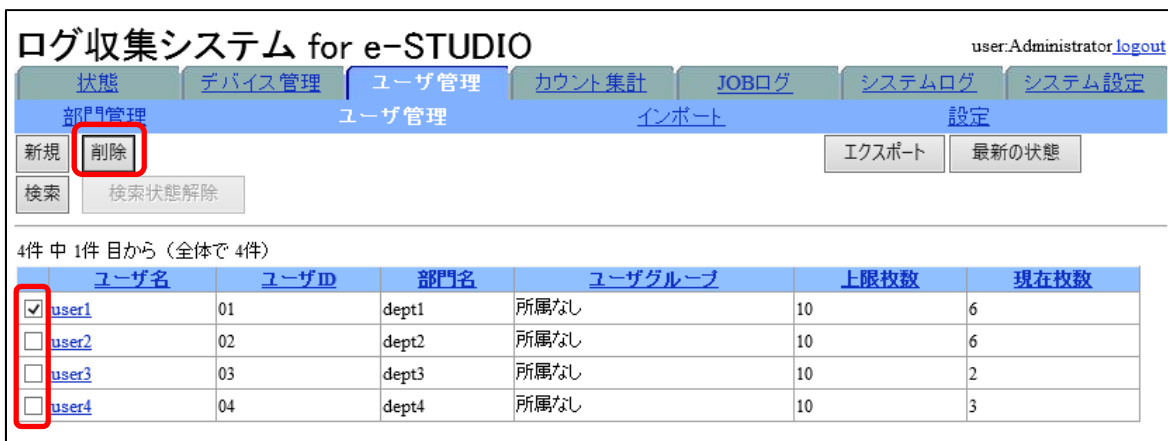 ログ収集システム for e-STUDIO
user:Administrator logout
状態 デバイス管理 ユーザ管理 カウント集計 JOBログ システムログ システム設定
部門管理 ユーザ管理 インポート 設定
新規 削除 エクスポート 最新の状態
検索 検索状態解除
4件 中 1件 目から（全体で 4件）
ユーザ名 ユーザID 部門名 ユーザグループ 上限枚数 現在枚数
user1 01 dept1 所属なし 10 6
user2 02 dept2 所属なし 10 6
user3 03 dept3 所属なし 10 2
user4 04 dept4 所属なし 10 3